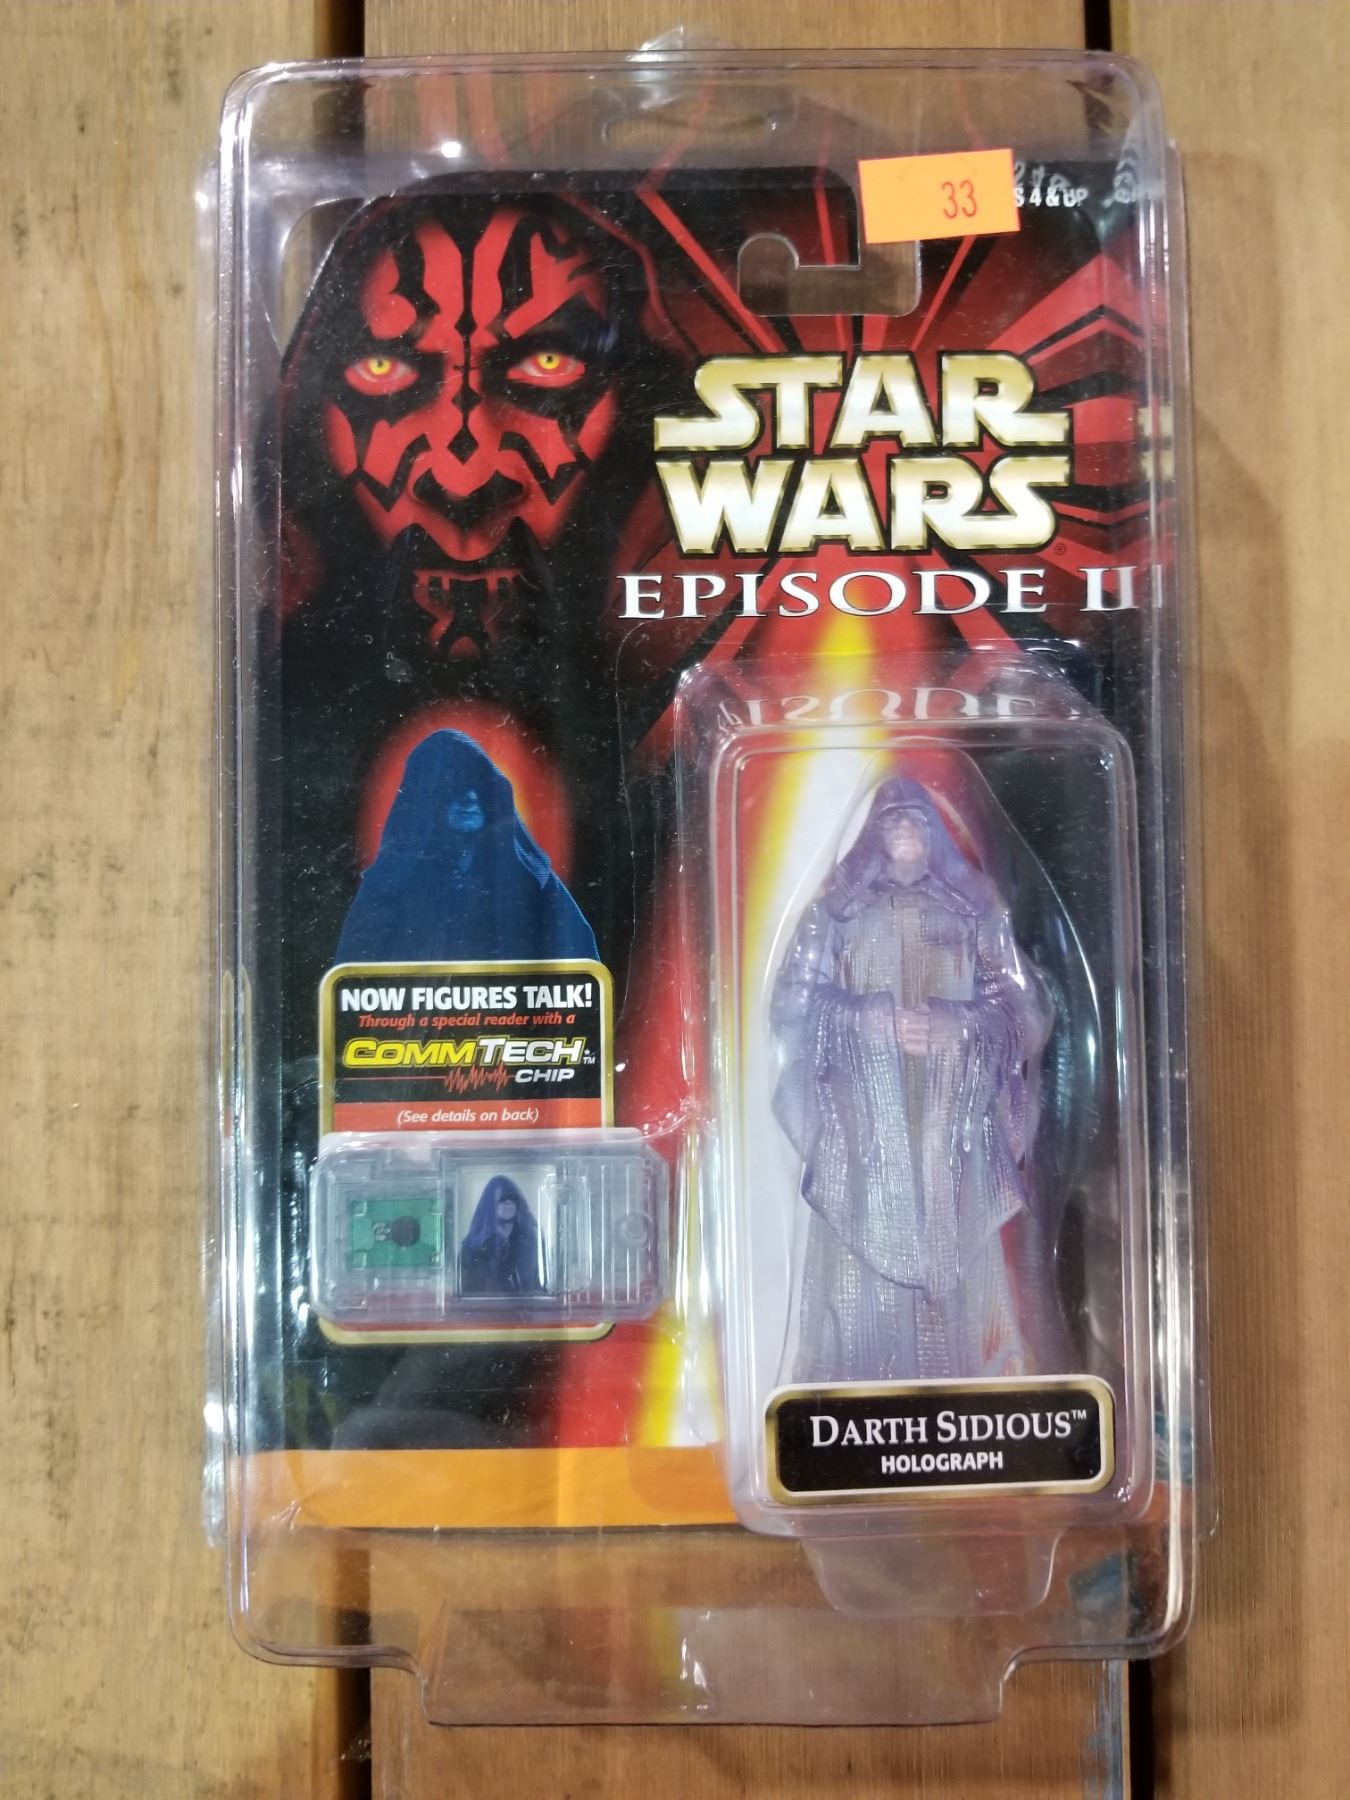 33
S 4 & UP
STAR
WARS
EPISODE I
NOW FIGURES TALK!
Through a special reader with a
COMMTECH™
CHIP
(See details on back)
DARTH SIDIOUS™
HOLOGRAPH